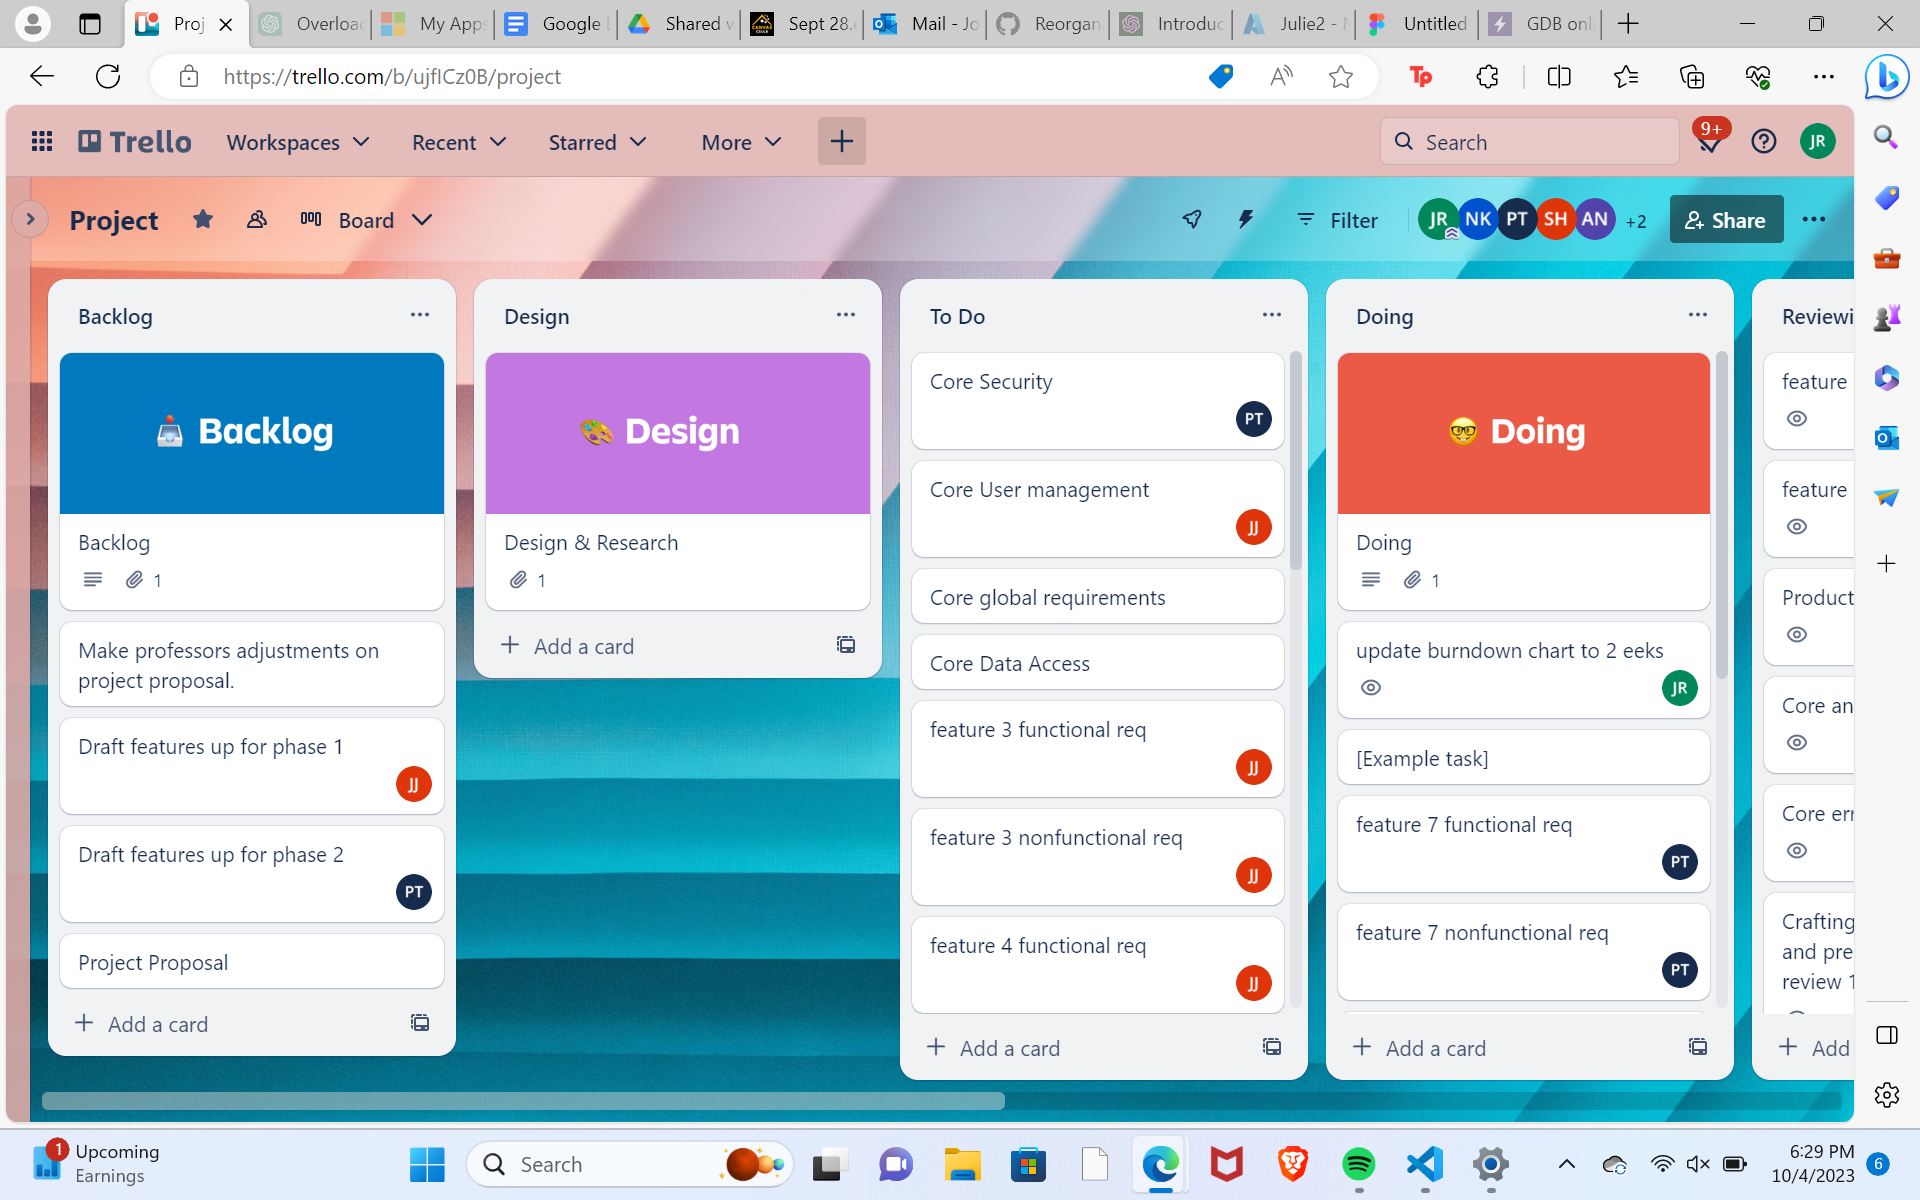 Proj
Overloa
My Apps
Google D
Shared w
Sept 28.
Mail - Jo
Reorgan
Introduc
Julie2 -
Untitled
GDB onl
https://trello.com/b/ujflCz0B/project
Trello
Workspaces
Recent
Starred
More
Search
9+
JR
Project
Board
Filter
JR
NK
PT
SH
AN
+2
Share
Backlog
Backlog
Backlog
1
Make professors adjustments on
project proposal.
Draft features up for phase 1
JJ
Draft features up for phase 2
PT
Project Proposal
Add a card
Design
Design
Design & Research
1
Add a card
To Do
Core Security
PT
Core User management
JJ
Core global requirements
Core Data Access
feature 3 functional req
JJ
feature 3 nonfunctional req
JJ
feature 4 functional req
JJ
Add a card
Doing
Doing
Doing
1
update burndown chart to 2 eeks
JR
[Example task]
feature 7 functional req
PT
feature 7 nonfunctional req
PT
Add a card
Reviewi
feature
feature
Product
Core an
Core err
Crafting
and pre
review 1
Add
1
Upcoming
Earnings
Search
6:29 PM
10/4/2023
6